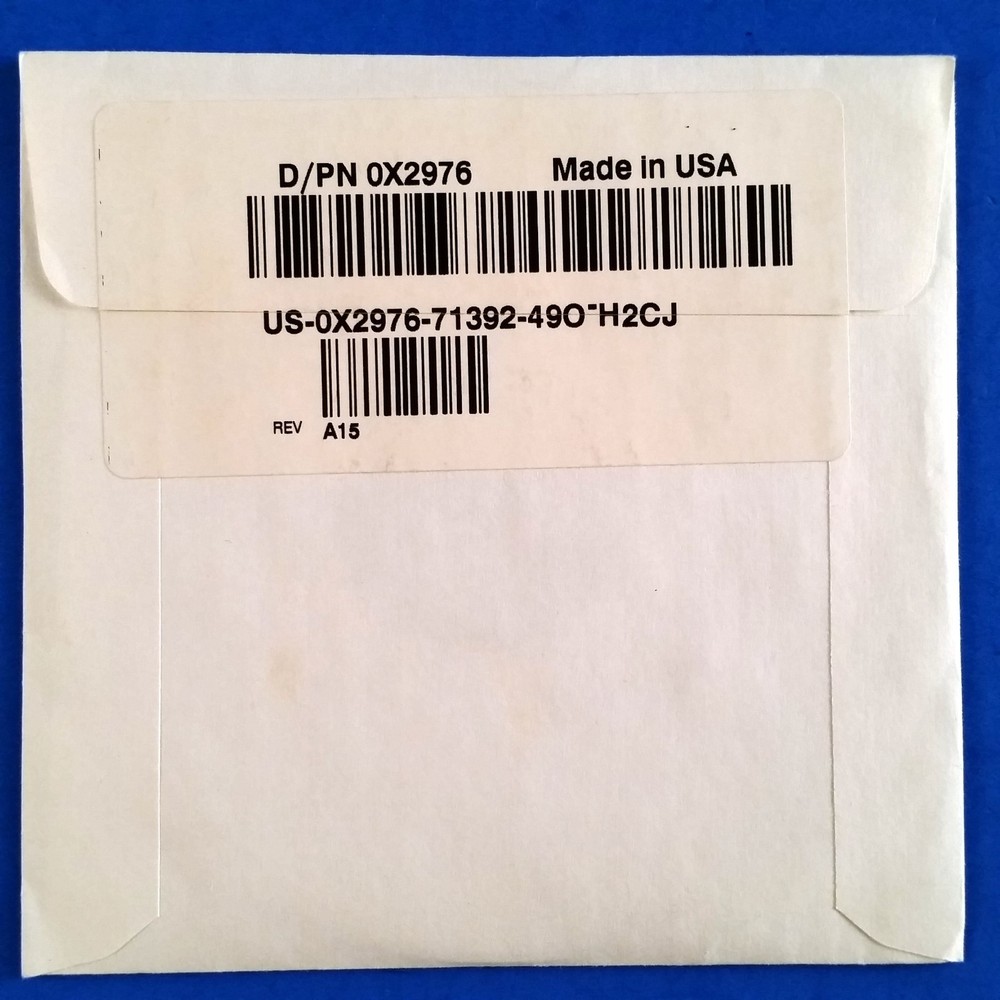 D/PN 0X2976 Made in USA
US-0X2976-71392-49O-H2CJ
REV A15